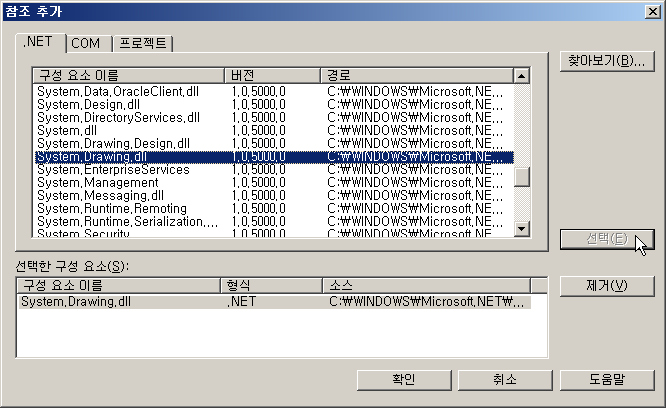 참조 추가
.NET COM 프로젝트
찾아보기(B)...
구성 요소 이름 버전 경로
System.Data.OracleClient.dll 1.0.5000.0 C:₩WINDOWS₩Microsoft.NE...
System.Design.dll 1.0.5000.0 C:₩WINDOWS₩Microsoft.NE...
System.DirectoryServices.dll 1.0.5000.0 C:₩WINDOWS₩Microsoft.NE...
System.dll 1.0.5000.0 C:₩WINDOWS₩Microsoft.NE...
System.Drawing.Design.dll 1.0.5000.0 C:₩WINDOWS₩Microsoft.NE...
System.Drawing.dll 1.0.5000.0 C:₩WINDOWS₩Microsoft.NE...
System.EnterpriseServices 1.0.5000.0 C:₩WINDOWS₩Microsoft.NE...
System.Management 1.0.5000.0 C:₩WINDOWS₩Microsoft.NE...
System.Messaging.dll 1.0.5000.0 C:₩WINDOWS₩Microsoft.NE...
System.Runtime.Remoting 1.0.5000.0 C:₩WINDOWS₩Microsoft.NE...
System.Runtime.Serialization.... 1.0.5000.0 C:₩WINDOWS₩Microsoft.NE...
System.Security 1.0.5000.0 C:₩WINDOWS₩Microsoft.NE...
선택(E)
선택한 구성 요소(S):
구성 요소 이름 형식 소스
System.Drawing.dll .NET C:₩WINDOWS₩Microsoft.NET₩...
제거(V)
확인 취소 도움말